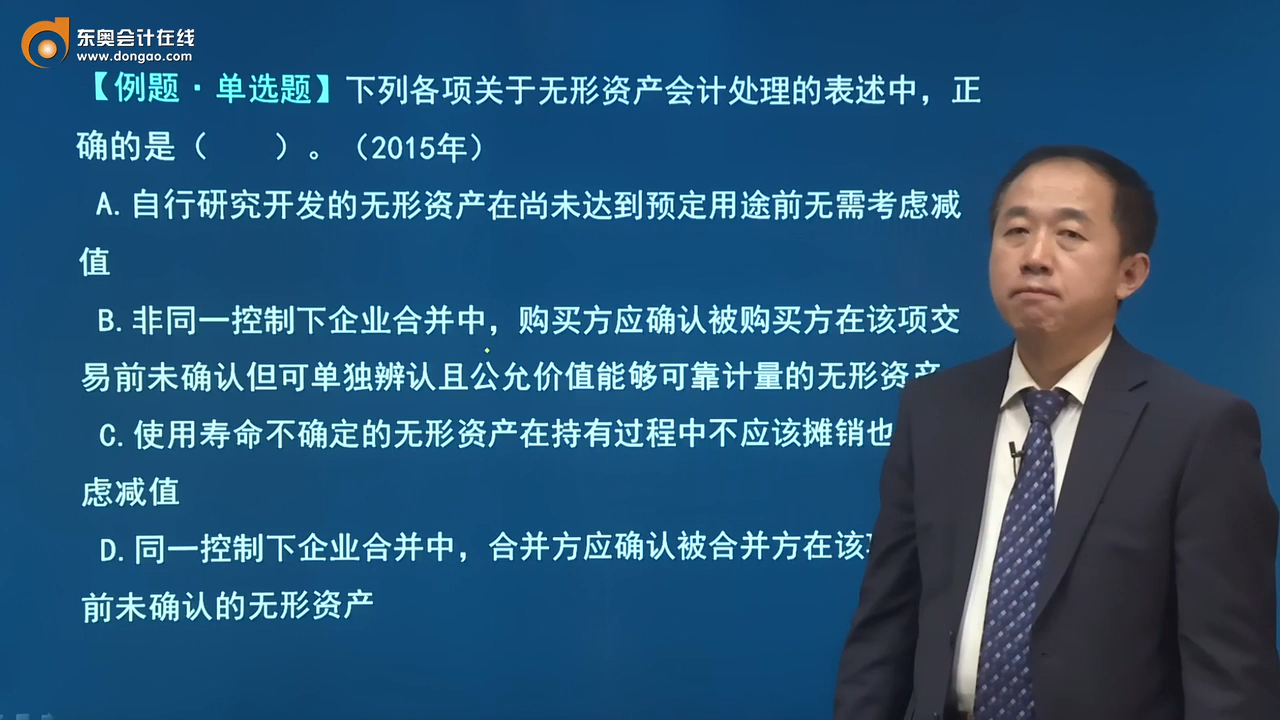 东奥会计在线
www.dongao.com
【例题·单选题】下列各项关于无形资产会计处理的表述中，正
确的是（　　）。（2015年）
A.自行研究开发的无形资产在尚未达到预定用途前无需考虑减
值
B.非同一控制下企业合并中，购买方应确认被购买方在该项交
易前未确认但可单独辨认且公允价值能够可靠计量的无形资产
C.使用寿命不确定的无形资产在持有过程中不应该摊销也
虑减值
D.同一控制下企业合并中，合并方应确认被合并方在该
前未确认的无形资产